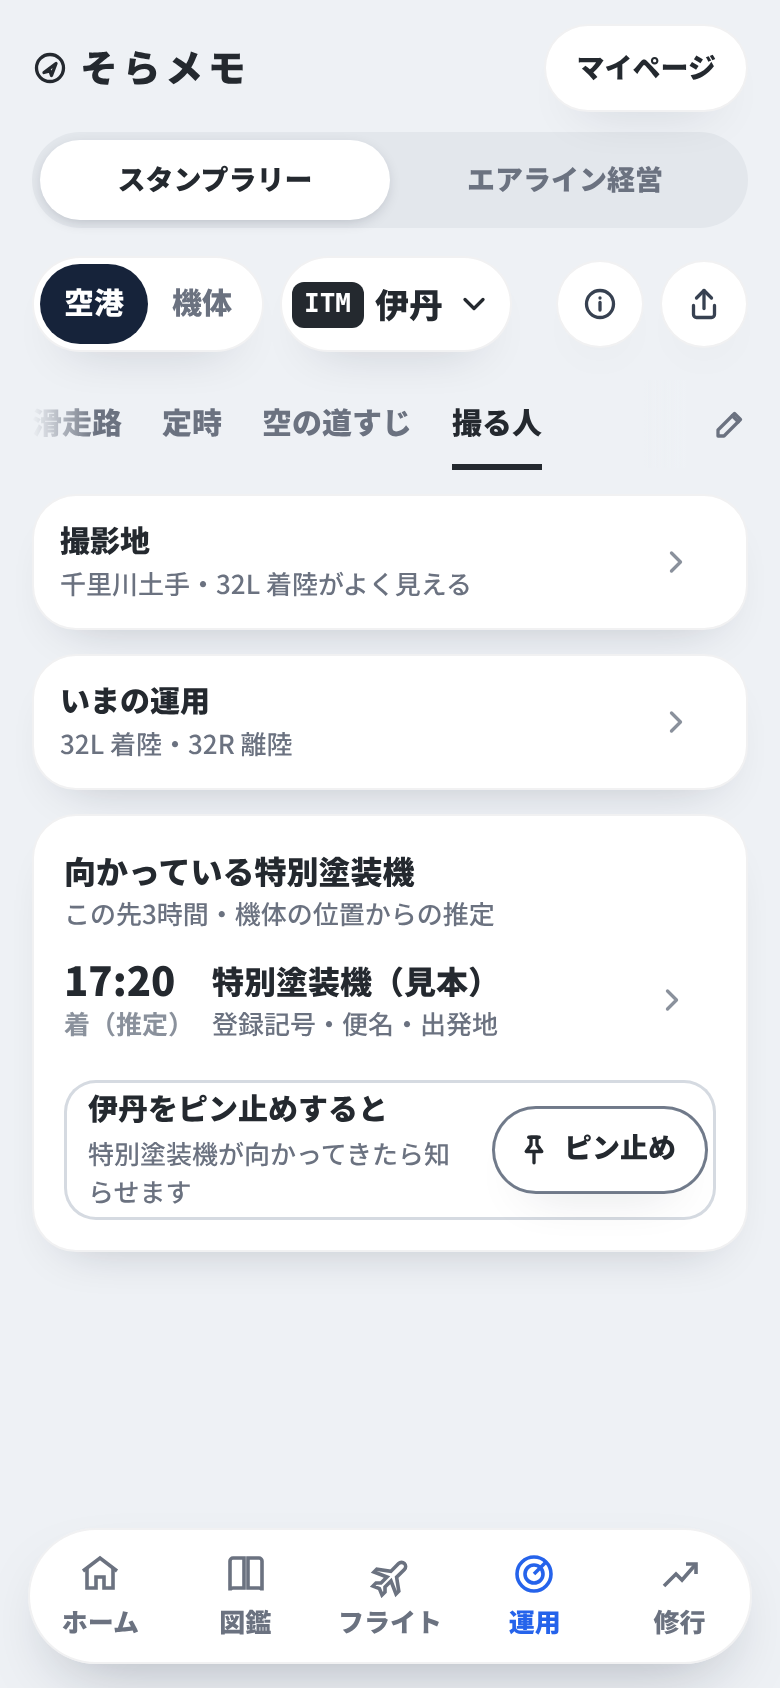 そらメモ
マイページ
スタンプラリー
エアライン経営
空港
機体
ITM 伊丹
滑走路
定時
空の道すじ
撮る人
撮影地
千里川土手・32L 着陸がよく見える
いまの運用
32L 着陸・32R 離陸
向かっている特別塗装機
この先3時間・機体の位置からの推定
17:20
特別塗装機（見本）
着（推定）
登録記号・便名・出発地
伊丹をピン止めすると
特別塗装機が向かってきたら知
らせます
ピン止め
ホーム
図鑑
フライト
運用
修行